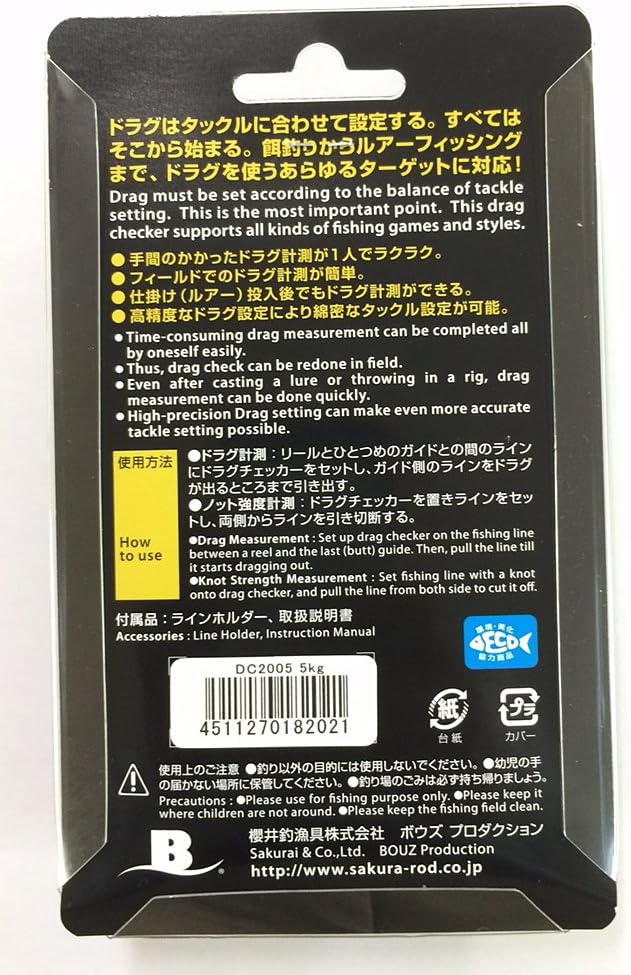 ドラグはタックルに合わせて設定する。すべては
そこから始まる。餌釣りからルアーフィッシング
まで、ドラグを使うあらゆるターゲットに対応！
Drag must be set according to the balance of tackle
setting. This is the most important point. This drag
checker supports all kinds of fishing games and styles.
●手間のかかったドラグ計測が1人でラクラク。
●フィールドでのドラグ計測が簡単。
●仕掛け（ルアー）投入後でもドラグ計測ができる。
●高精度なドラグ設定により綿密なタックル設定が可能。
●Time-consuming drag measurement can be completed all
by oneself easily.
●Thus, drag check can be redone in field.
●Even after casting a lure or throwing in a rig, drag
measurement can be done quickly.
●High-precision Drag setting can make even more accurate
tackle setting possible.
使用方法
How
to use
●ドラグ計測：リールとひとつめのガイドとの間のライン
にドラグチェッカーをセットし、ガイド側のラインをドラグ
が出るところまで引き出す。
●ノット強度計測：ドラグチェッカーを置きラインをセッ
トし、両側からラインを引き切断する。
●Drag Measurement : Set up drag checker on the fishing line
between a reel and the last (butt) guide. Then, pull the line till
it starts dragging out.
●Knot Strength Measurement : Set fishing line with a knot
onto drag checker, and pull the line from both side to cut it off.
付属品：ラインホルダー、取扱説明書
Accessories : Line Holder, Instruction Manual
環境・美化
ECO
協力商品
DC2005 5kg
4511270182021
紙
台紙
プラ
カバー
使用上のご注意 ●釣り以外の目的には使用しないでください。●幼児の手
の届かない場所に保管してください。●釣り場のごみは必ず持ち帰りましょう。
Precautions : ●Please use for fishing purpose only. ●Please keep it
where children are not around. ●Please keep the fishing field clean.
B
®
櫻井釣漁具株式会社 ボウズ プロダクション
Sakurai & Co.,Ltd. BOUZ Production
http://www.sakura-rod.co.jp